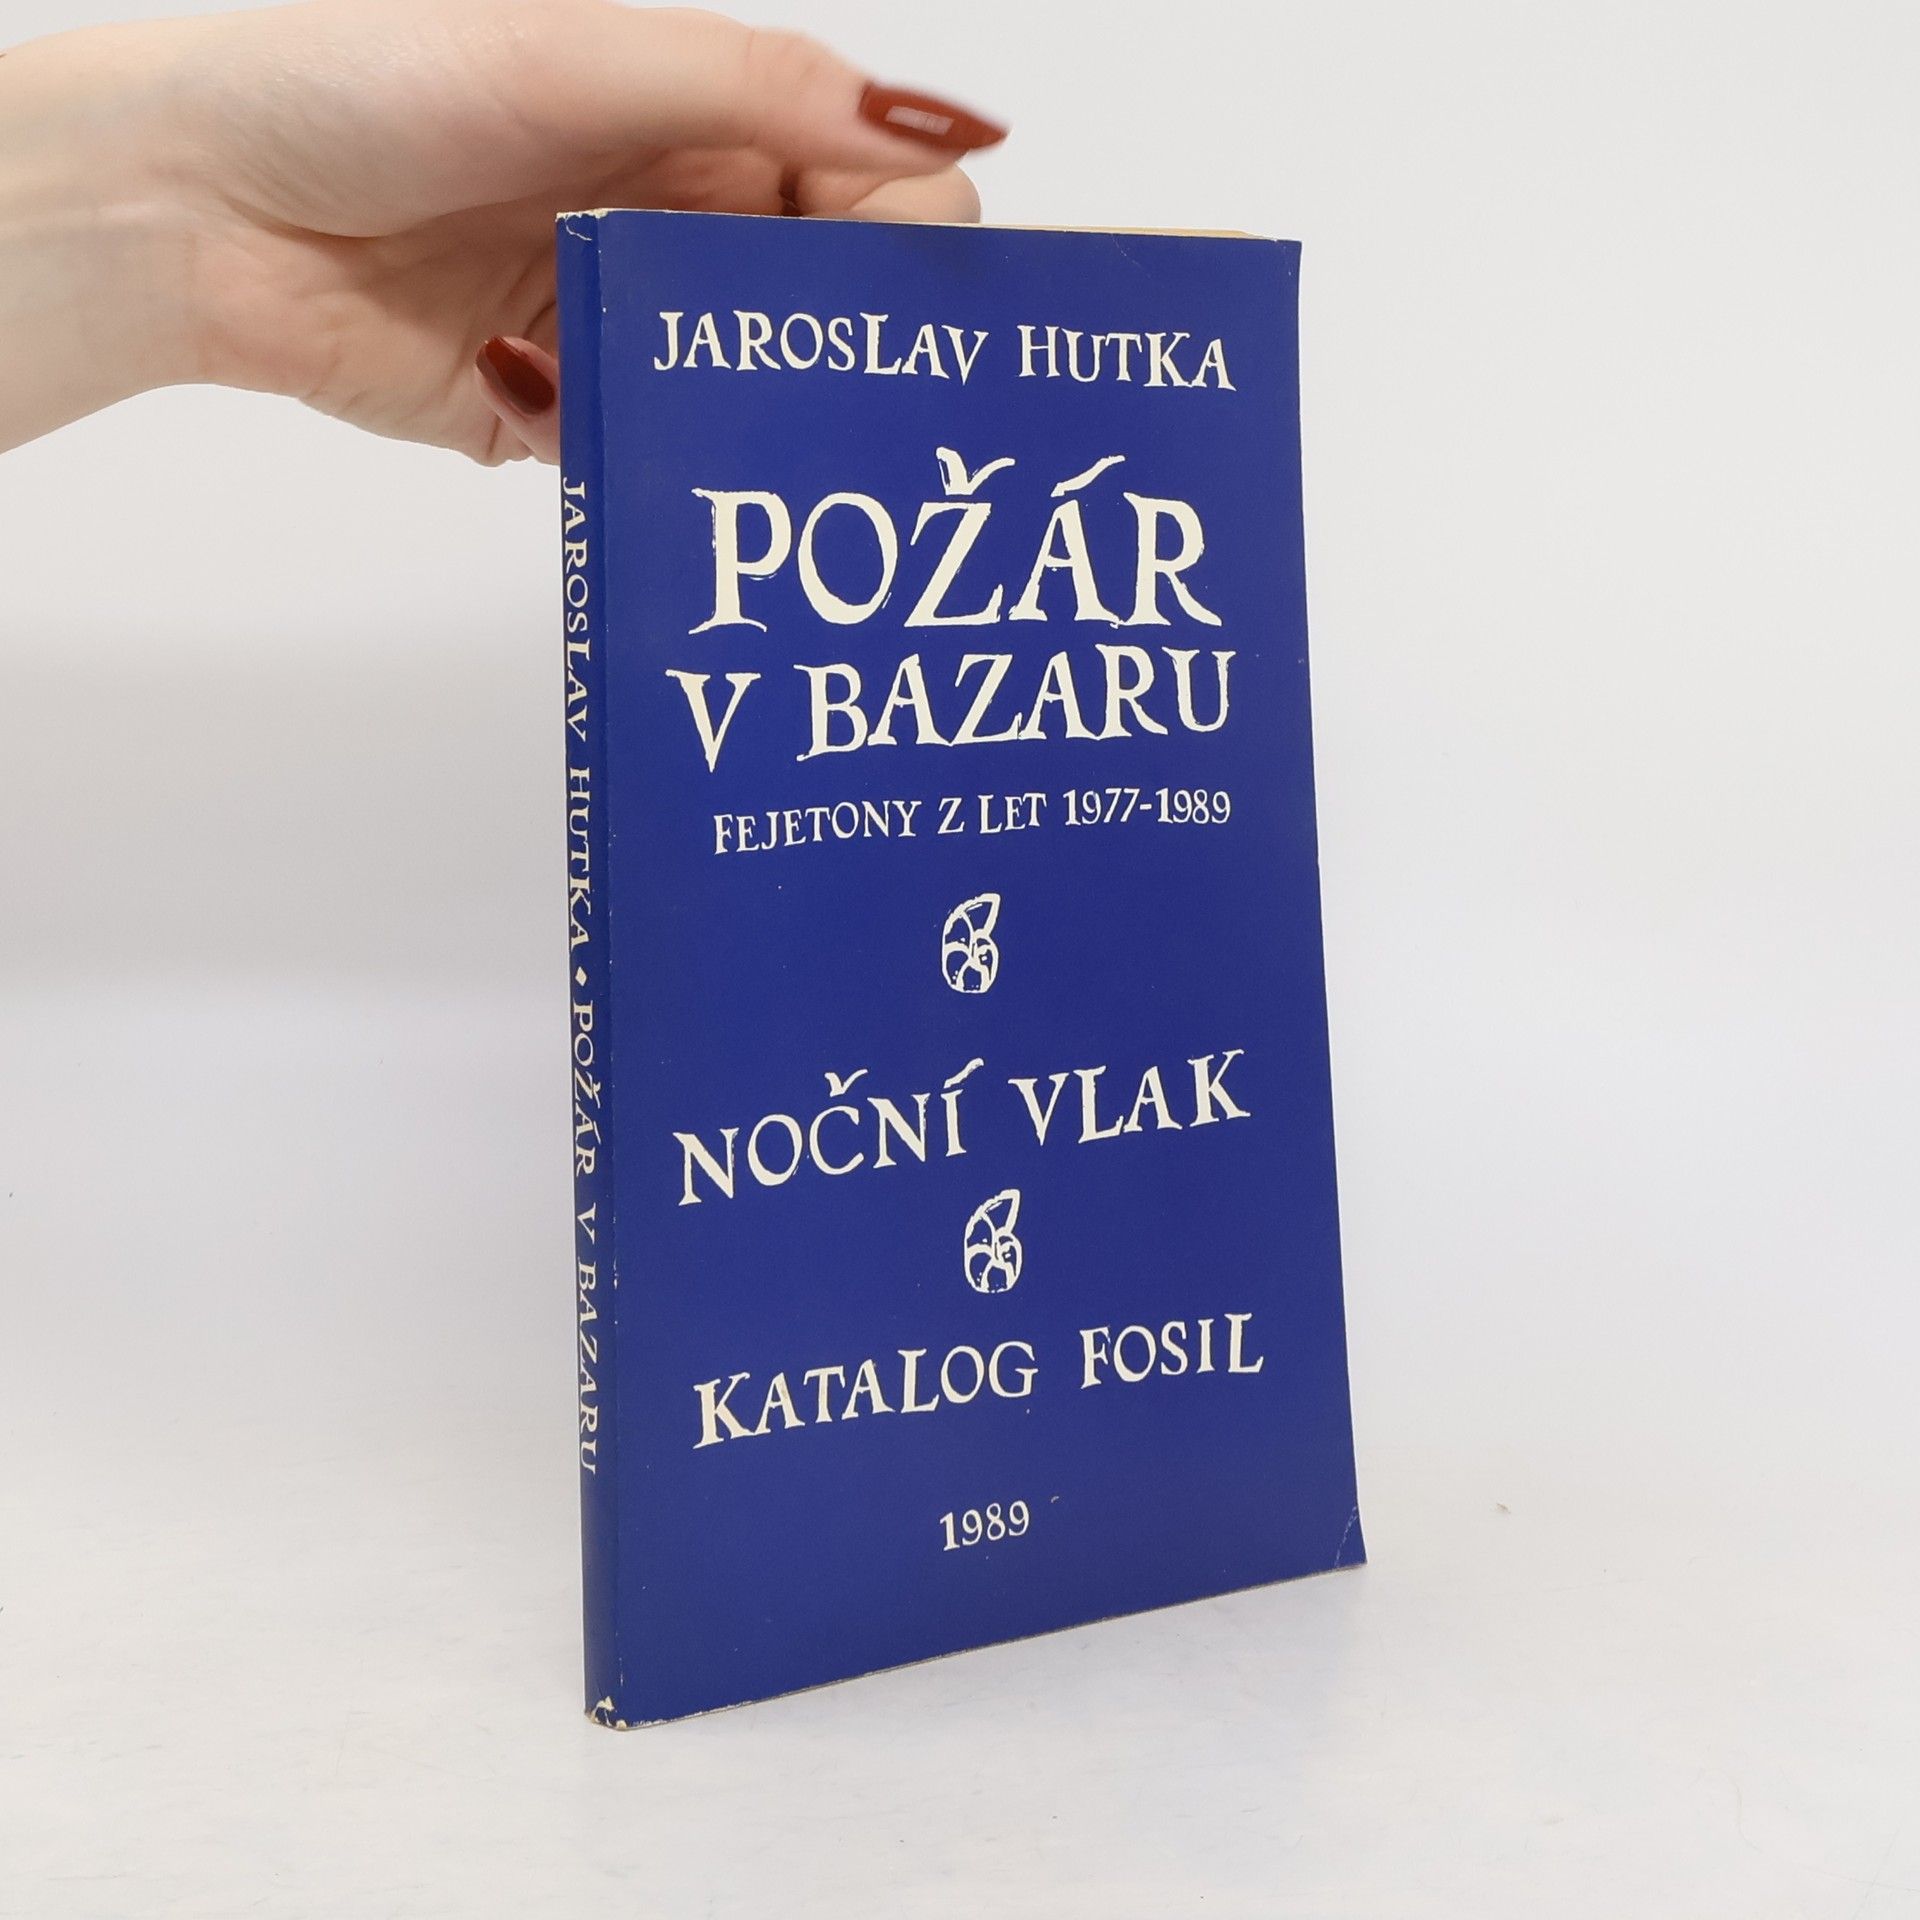 JAROSLAV HUTKA
POŽÁR
V BAZARU
FEJETONY Z LET 1977-1989
NOČNÍ VLAK
KATALOG FOSIL
1989
JAROSLAV HUTKA • POŽÁR V BAZARU